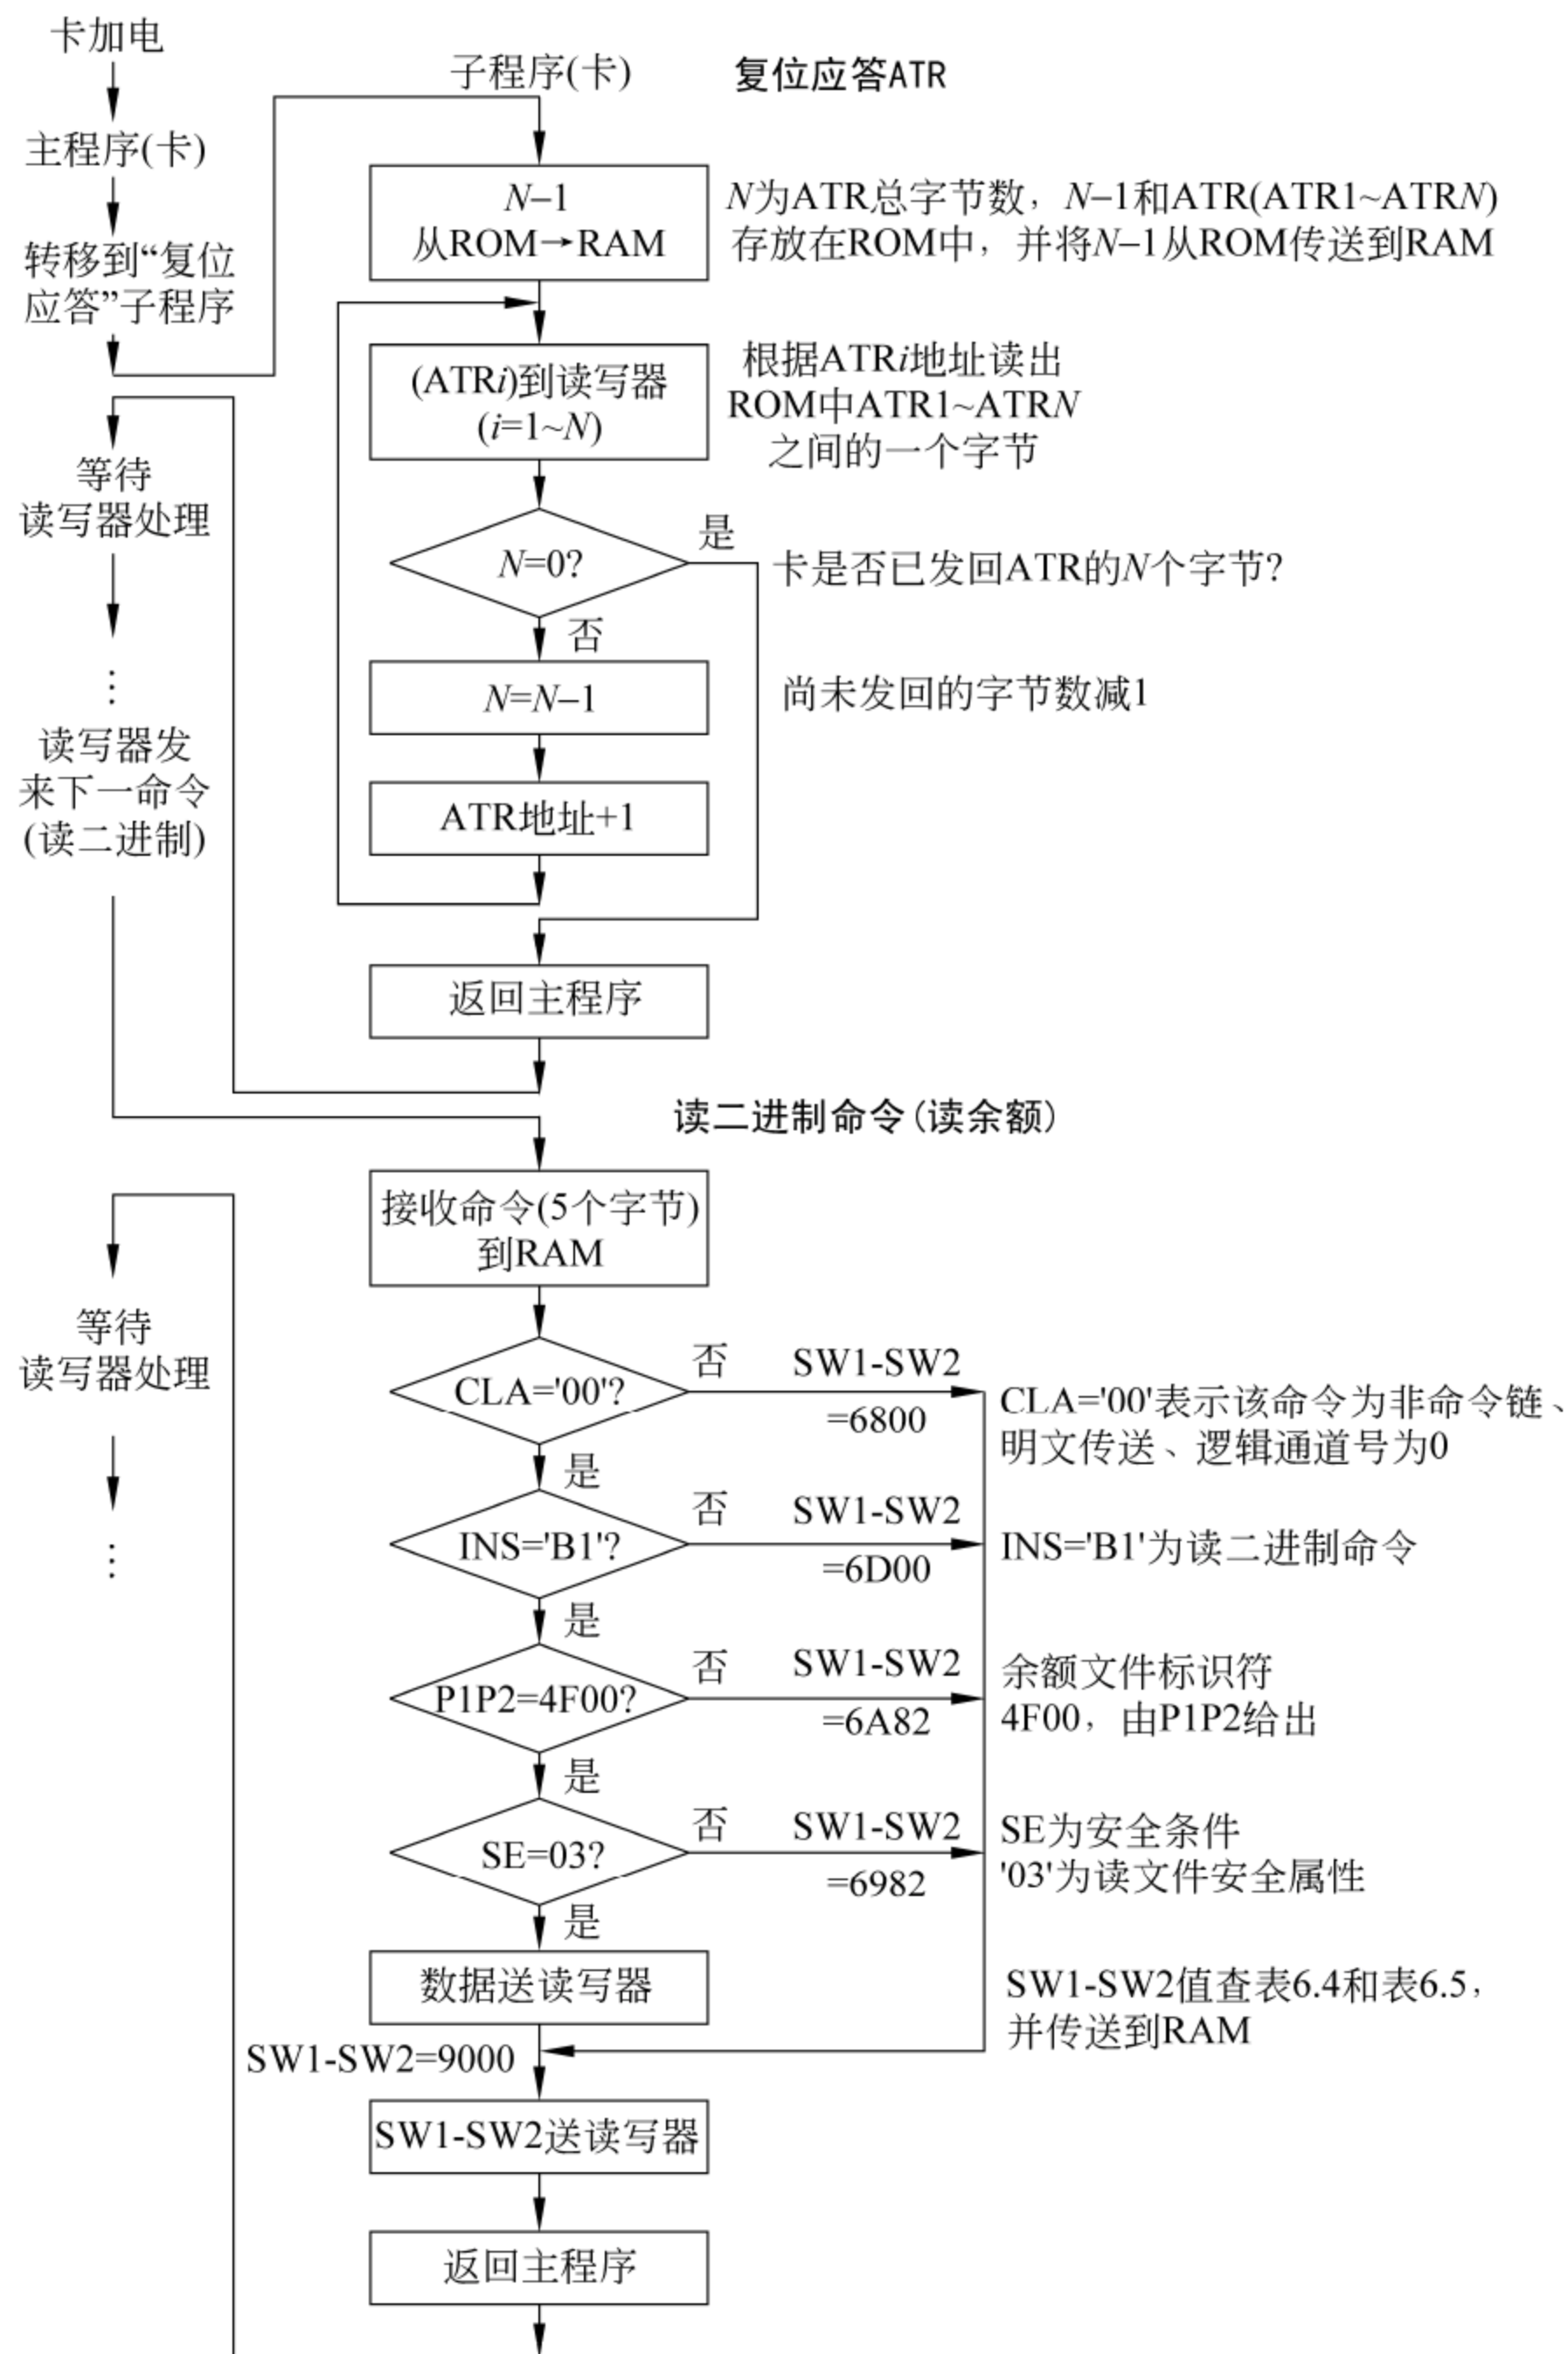 卡加电
主程序(卡)
转移到“复位
应答”子程序
等待
读写器处理
⋮
读写器发
来下一命令
(读二进制)
子程序(卡)
复位应答ATR
N–1
从ROM→RAM
N为ATR总字节数，N–1和ATR(ATR1~ATRN)
存放在ROM中，并将N–1从ROM传送到RAM
(ATRi)到读写器
(i=1~N)
根据ATRi地址读出
ROM中ATR1~ATRN
之间的一个字节
N=0?
是
卡是否已发回ATR的N个字节?
否
N=N–1
尚未发回的字节数减1
ATR地址+1
返回主程序
读二进制命令(读余额)
接收命令(5个字节)
到RAM
等待
读写器处理
⋮
CLA='00'?
否
SW1-SW2
=6800
CLA='00'表示该命令为非命令链、
明文传送、逻辑通道号为0
是
INS='B1'?
否
SW1-SW2
=6D00
INS='B1'为读二进制命令
是
P1P2=4F00?
否
SW1-SW2
=6A82
余额文件标识符
4F00，由P1P2给出
是
SE=03?
否
SW1-SW2
=6982
SE为安全条件
'03'为读文件安全属性
是
数据送读写器
SW1-SW2值查表6.4和表6.5，
并传送到RAM
SW1-SW2=9000
SW1-SW2送读写器
返回主程序